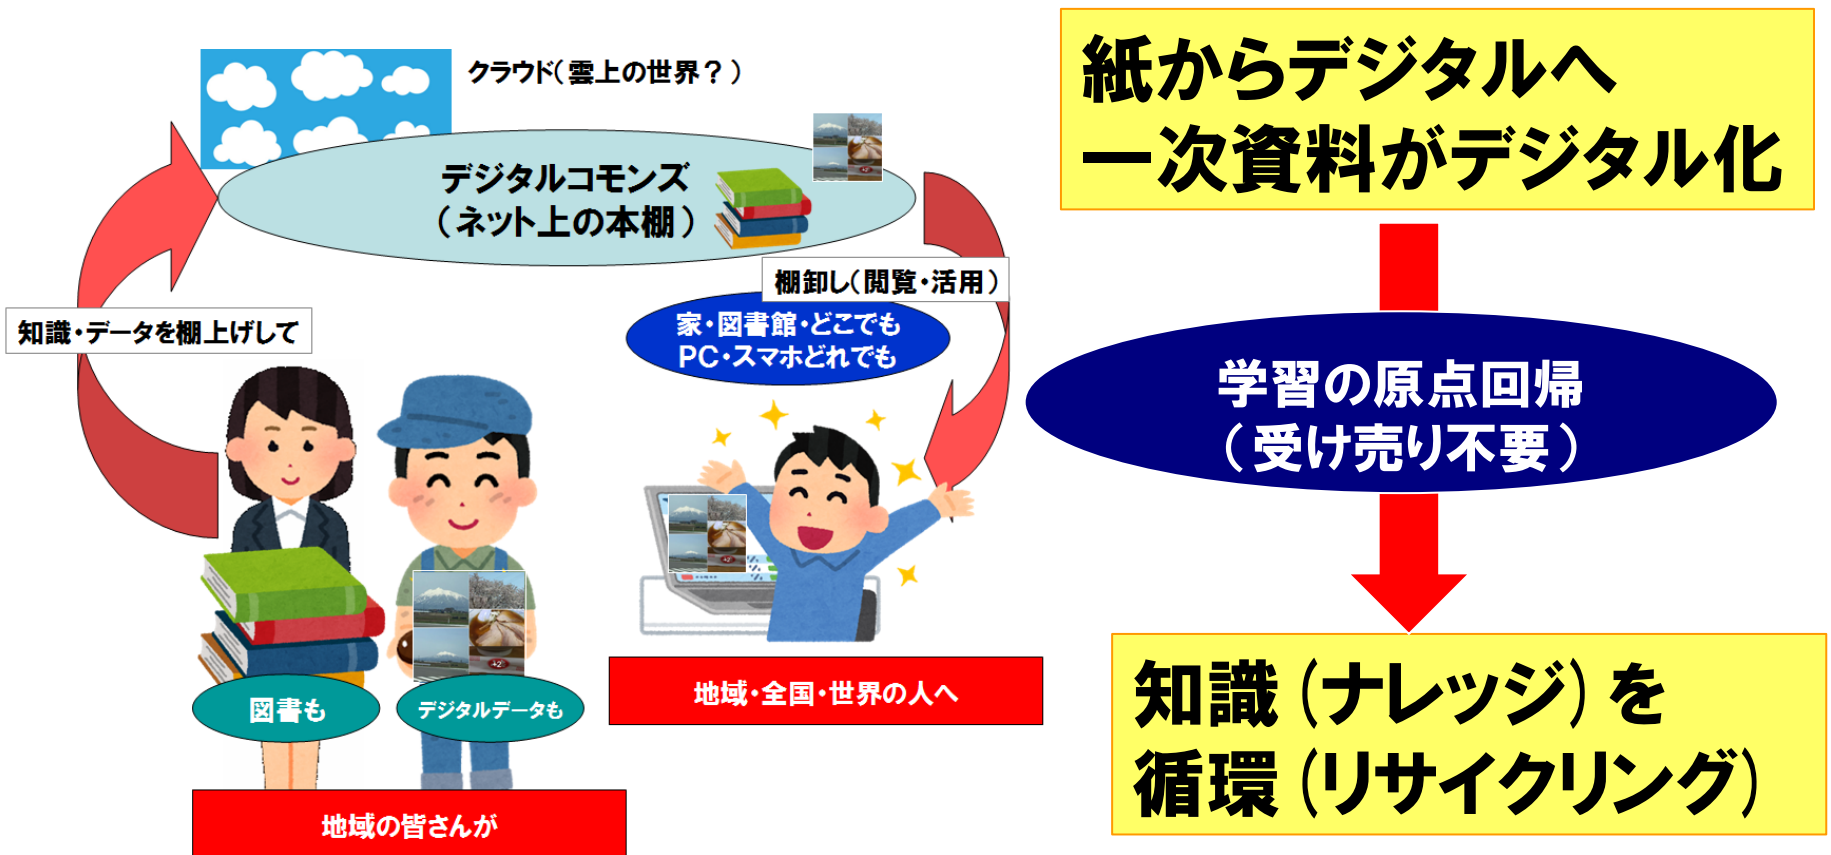 クラウド（雲上の世界？）
デジタルコモンズ
（ネット上の本棚）
棚卸し（閲覧・活用）
知識・データを棚上げして
家・図書館・どこでも
PC・スマホどれでも
図書も
デジタルデータも
地域・全国・世界の人へ
地域の皆さんが
紙からデジタルへ
一次資料がデジタル化
学習の原点回帰
（受け売り不要）
知識（ナレッジ）を
循環（リサイクリング）